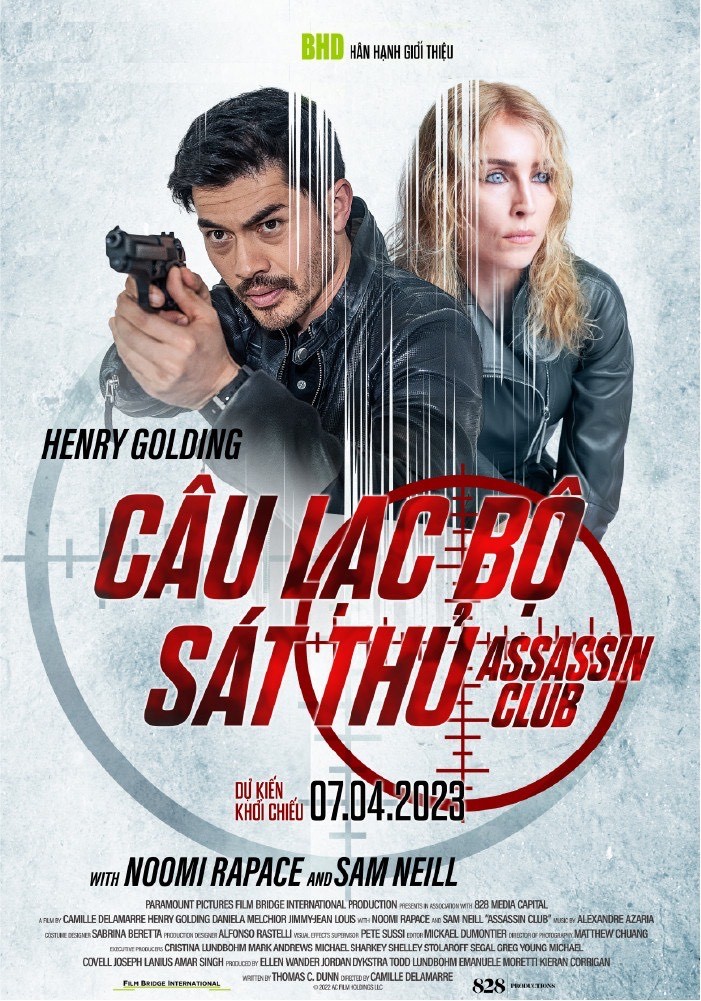 BHD HÂN HẠNH GIỚI THIỆU
HENRY GOLDING
CÂU LẠC BỘ
SÁT THỦ
ASSASSIN
CLUB
DỰ KIẾN
KHỞI CHIẾU 07.04.2023
WITH NOOMI RAPACE AND SAM NEILL
PARAMOUNT PICTURES FILM BRIDGE INTERNATIONAL PRODUCTION PRESENTS IN ASSOCIATION WITH 828 MEDIA CAPITAL
A FILM BY CAMILLE DELAMARRE HENRY GOLDING DANIELA MELCHIOR JIMMY JEAN LOUIS WITH NOOMI RAPACE AND SAM NEILL "ASSASSIN CLUB" MUSIC BY ALEXANDRE AZARIA
COSTUME DESIGNER SABRINA BERETTA PRODUCTION DESIGNER ALFONSO RASTELLI VISUAL EFFECTS SUPERVISOR PETE SUSSI EDITOR MICKAEL DUMONTIER DIRECTOR OF PHOTOGRAPHY MATTHEW CHUANG
EXECUTIVE PRODUCERS CRISTINA LUNDBOHM MARK ANDREWS MICHAEL SHARKEY SHELLEY STOLAROFF SEGAL GREG YOUNG MICHAEL
COVELL JOSEPH LANIUS AMAR SINGH PRODUCED BY ELLEN WANDER JORDAN DYKSTRA TODD LUNDBOHM EMANUELE MORETTI KIERAN CORRIGAN
WRITTEN BY THOMAS C. DUNN DIRECTED BY CAMILLE DELAMARRE
FILM BRIDGE INTERNATIONAL
© 2022 AC FILM HOLDINGS LLC
828 PRODUCTIONS